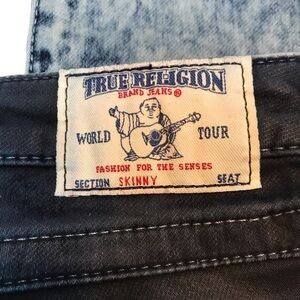 TRUE RELIGION
BRAND JEANS®
WORLD TOUR
FASHION FOR THE SENSES
SECTION SKINNY SEAT